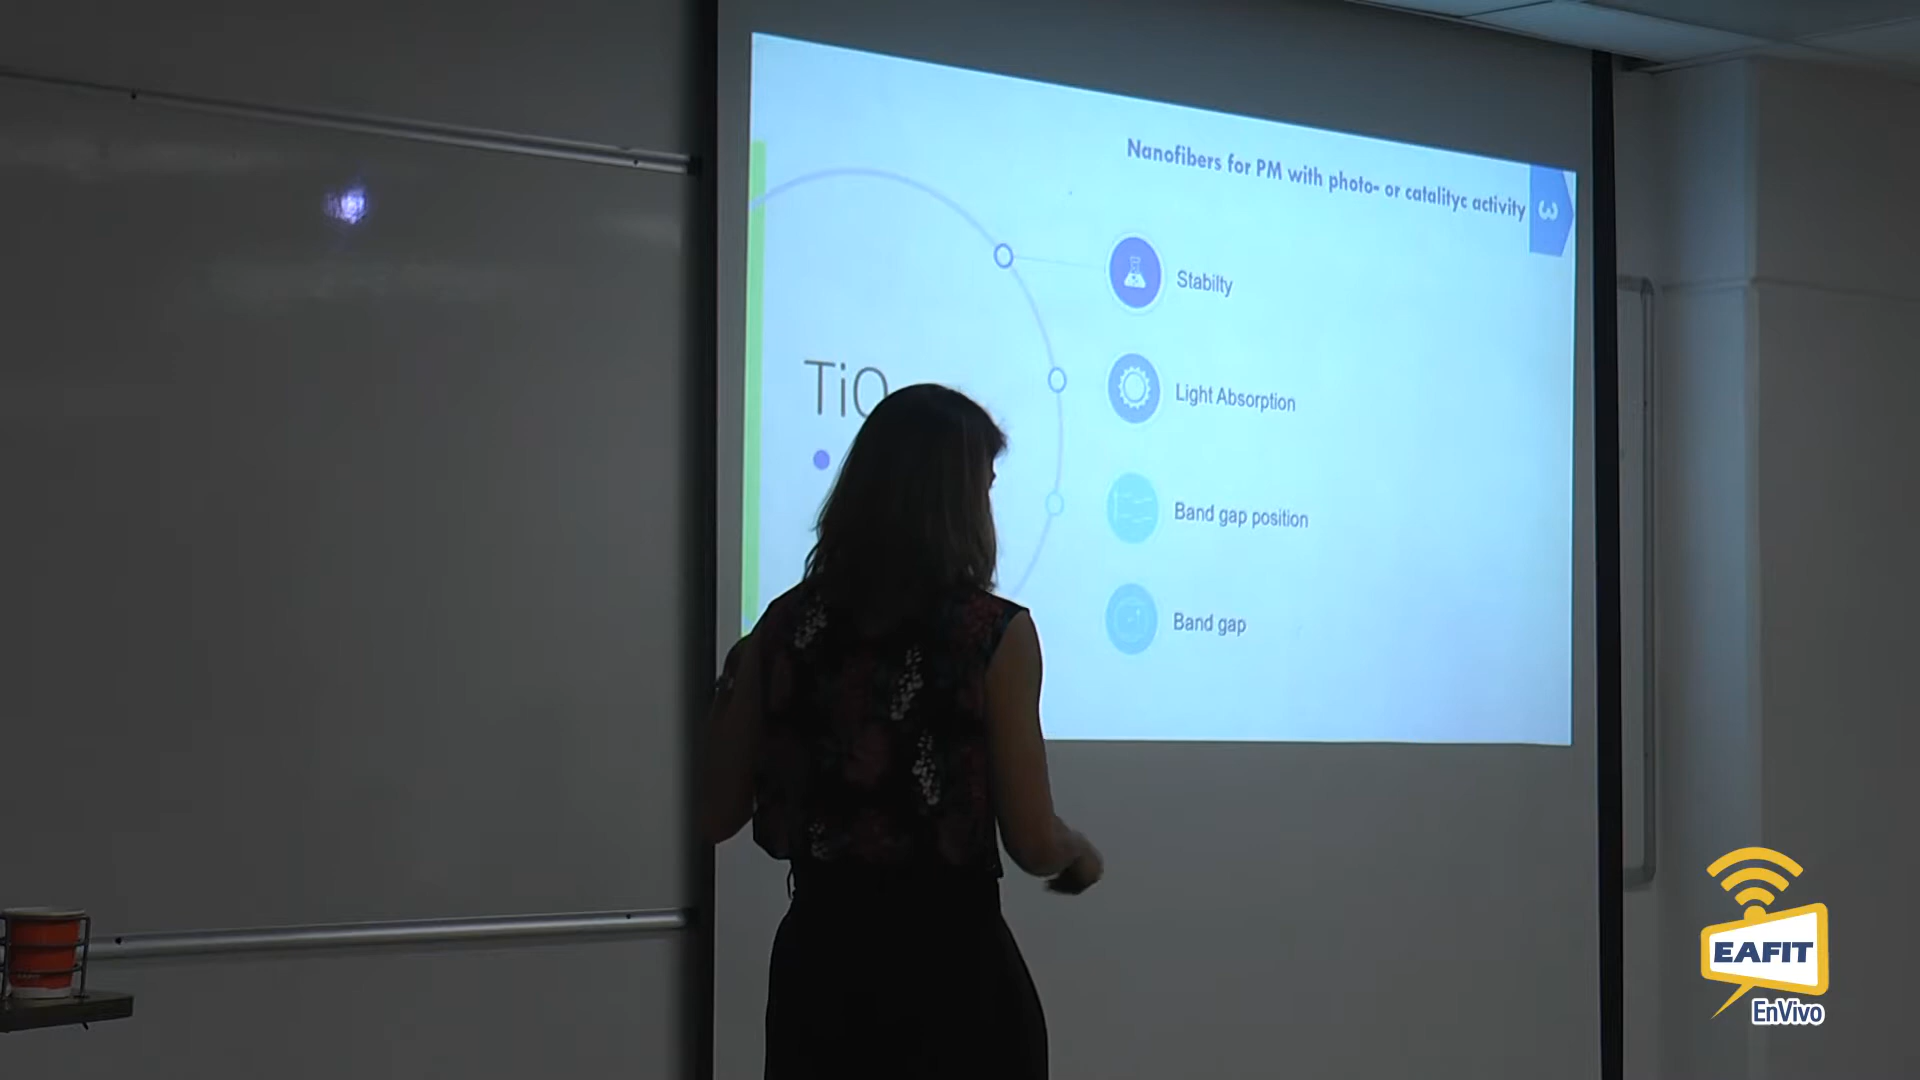 Nanofibers for PM with photo- or catalityc activity
3
Stabilty
Light Absorption
TiO
Band gap position
Band gap
EAFIT
EnVivo